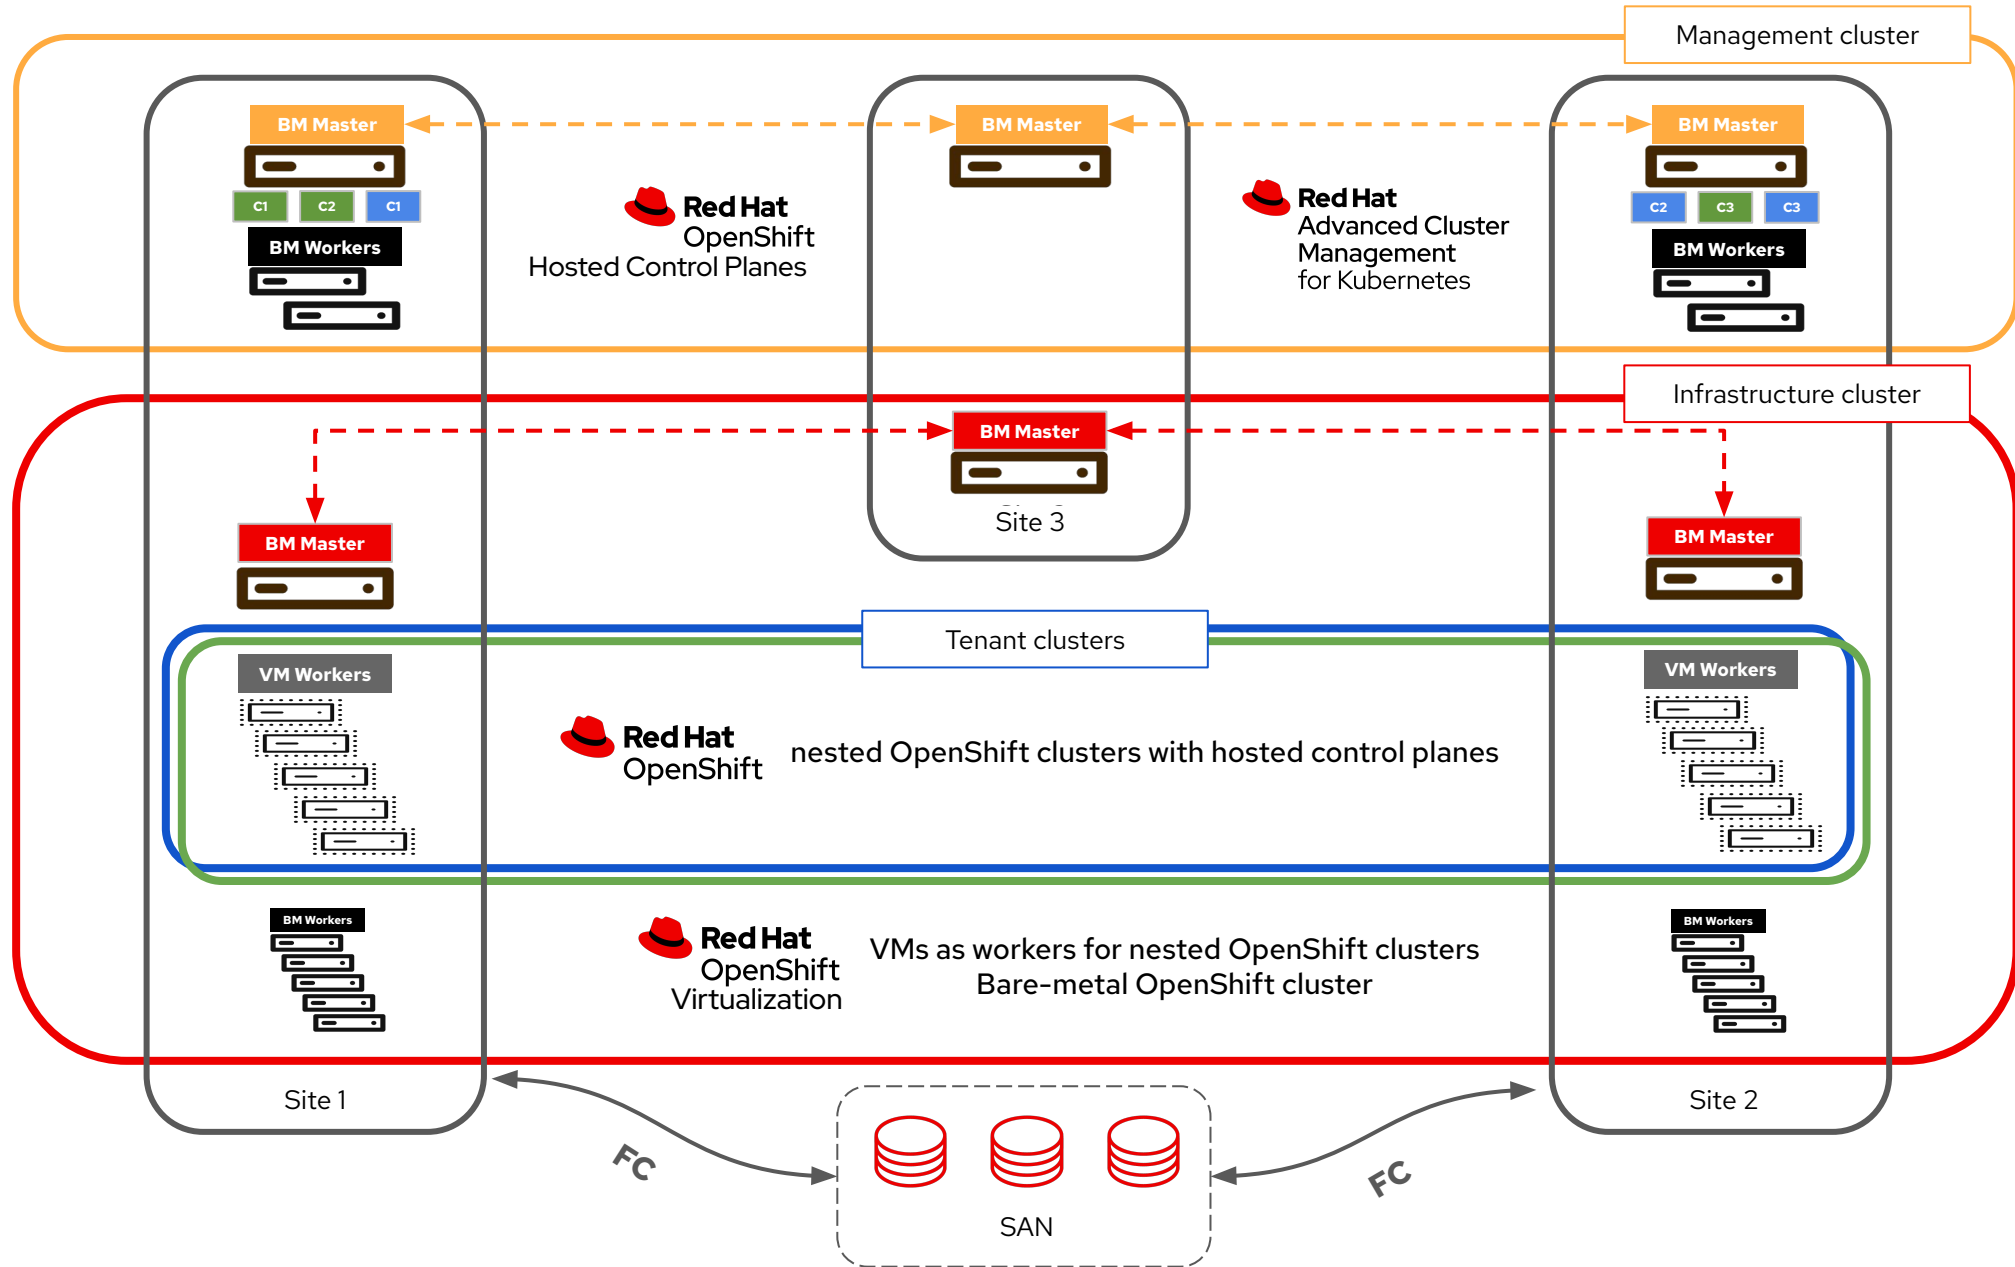 Management cluster
BM Master
BM Master
BM Master
C1 C2 C1
C2 C3 C3
BM Workers
BM Workers
Red Hat
OpenShift
Hosted Control Planes
Red Hat
Advanced Cluster
Management
for Kubernetes
Infrastructure cluster
BM Master
Site 3
BM Master
BM Master
Tenant clusters
VM Workers
VM Workers
Red Hat
OpenShift
nested OpenShift clusters with hosted control planes
BM Workers
BM Workers
Red Hat
OpenShift
Virtualization
VMs as workers for nested OpenShift clusters
Bare-metal OpenShift cluster
Site 1
Site 2
FC
FC
SAN